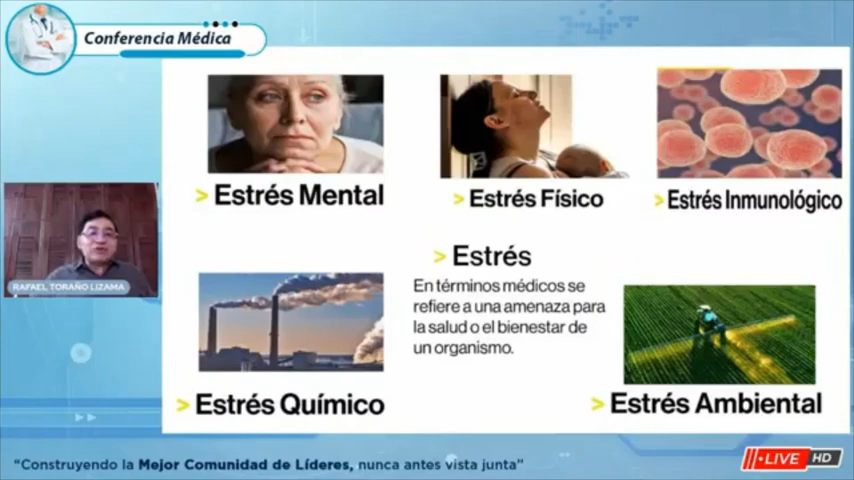 Conferencia Médica
> Estrés Mental
> Estrés Físico
> Estrés Inmunológico
> Estrés
En términos médicos se
refiere a una amenaza para
la salud o el bienestar de
un organismo.
RAFAEL TORAÑO LIZAMA
> Estrés Químico
> Estrés Ambiental
“Construyendo la Mejor Comunidad de Líderes, nunca antes vista junta”
LIVE HD